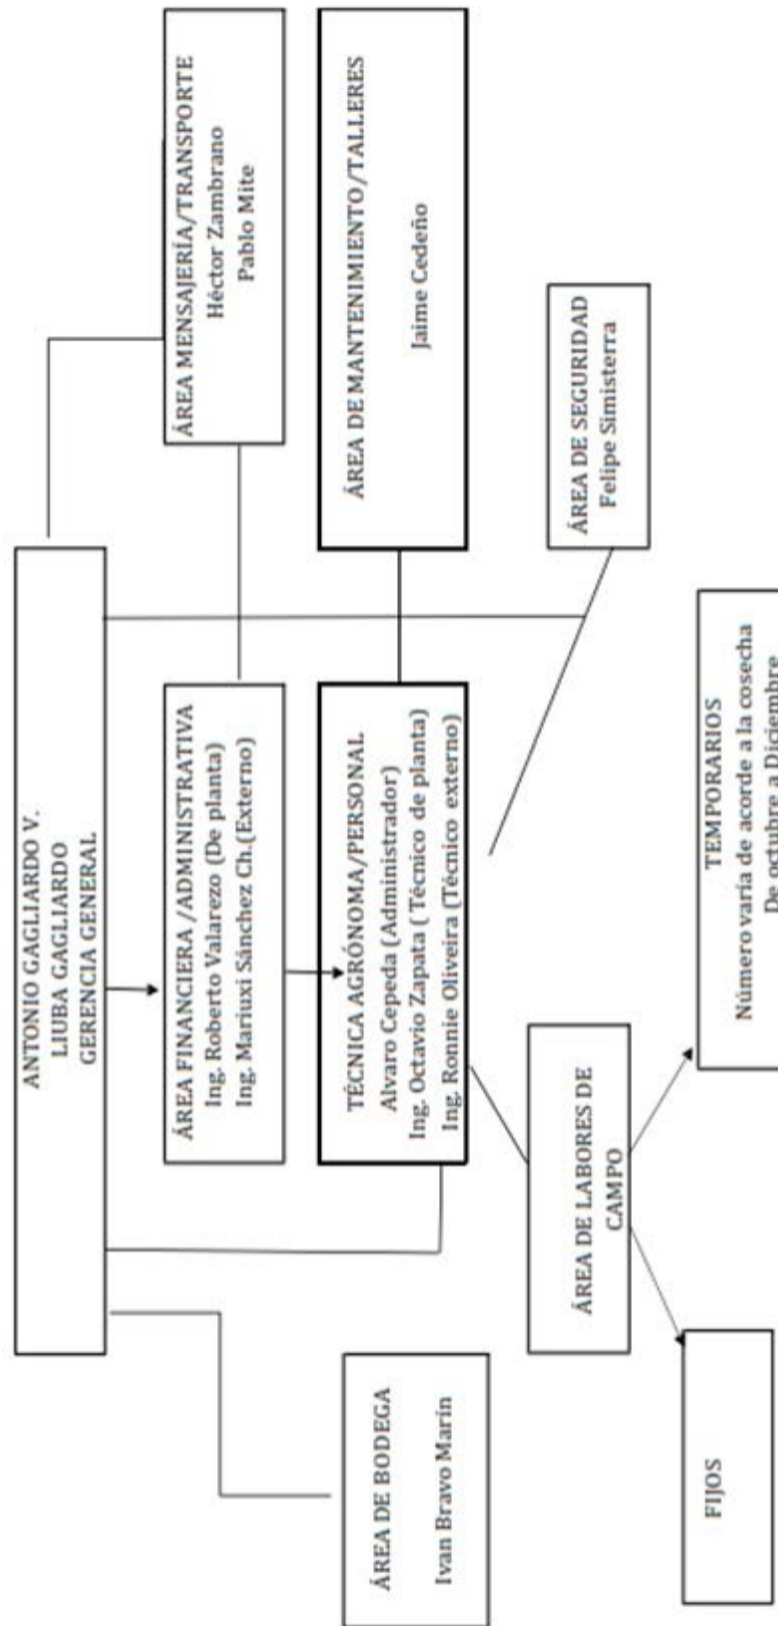 ANTONIO GAGLIARDO V.
LIUBA GAGLIARDO
GERENCIA GENERAL
ÁREA MENSAJERÍA/TRANSPORTE
Héctor Zambrano
Pablo Mite
ÁREA FINANCIERA /ADMINISTRATIVA
Ing. Roberto Valarezo (De planta)
Ing. Mariuxi Sánchez Ch.(Externo)
ÁREA DE BODEGA
Ivan Bravo Marín
TÉCNICA AGRÓNOMA/PERSONAL
Alvaro Cepeda (Administrador)
Ing. Octavio Zapata ( Técnico de planta)
Ing. Ronnie Oliveira (Técnico externo)
ÁREA DE MANTENIMIENTO/TALLERES
Jaime Cedeño
ÁREA DE LABORES DE
CAMPO
ÁREA DE SEGURIDAD
Felipe Simisterra
FIJOS
TEMPORARIOS
Número varía de acorde a la cosecha
De octubre a Diciembre